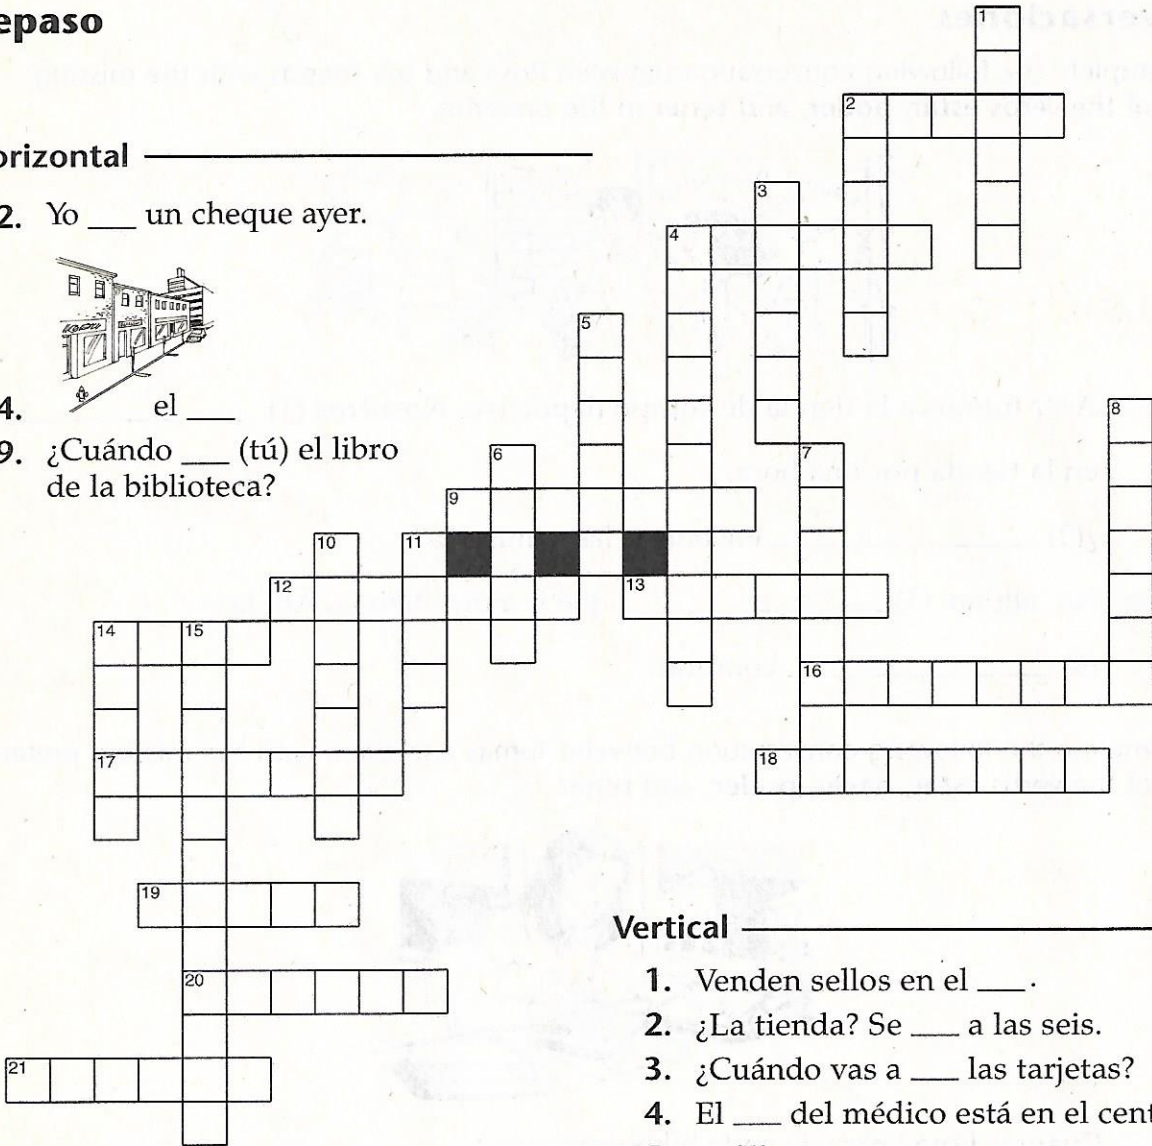 epaso
orizontal
2. Yo ___ un cheque ayer.
4. el ___
9. ¿Cuándo ___ (tú) el libro
de la biblioteca?
1
2
3
4
5
8
6
7
9
10
11
12
13
14
15
16
17
18
19
20
21
Vertical
1. Venden sellos en el ___.
2. ¿La tienda? Se ___ a las seis.
3. ¿Cuándo vas a ___ las tarjetas?
4. El ___ del médico está en el cent